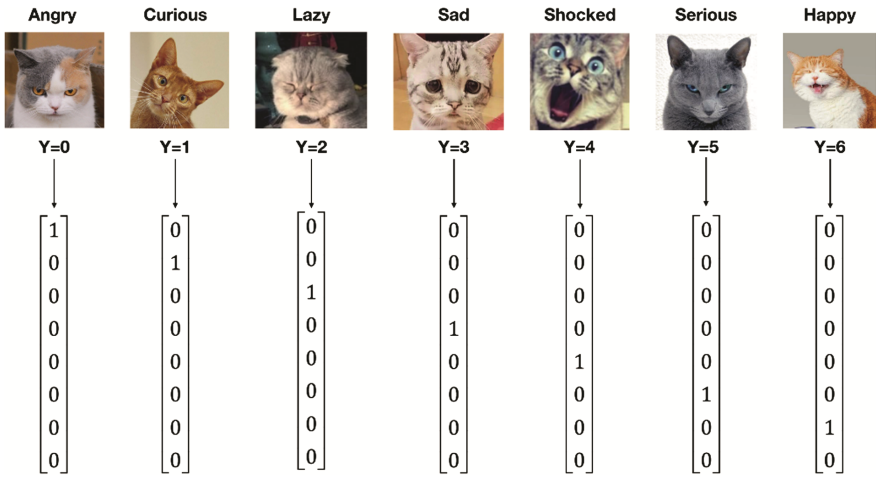 Angry Curious Lazy Sad Shocked Serious Happy
Y=0 Y=1 Y=2 Y=3 Y=4 Y=5 Y=6
1 0 0 0 0 0 0
0 1 0 0 0 0 0
0 0 1 0 0 0 0
0 0 0 1 0 0 0
0 0 0 0 1 0 0
0 0 0 0 0 1 0
0 0 0 0 0 0 1
0 0 0 0 0 0 0